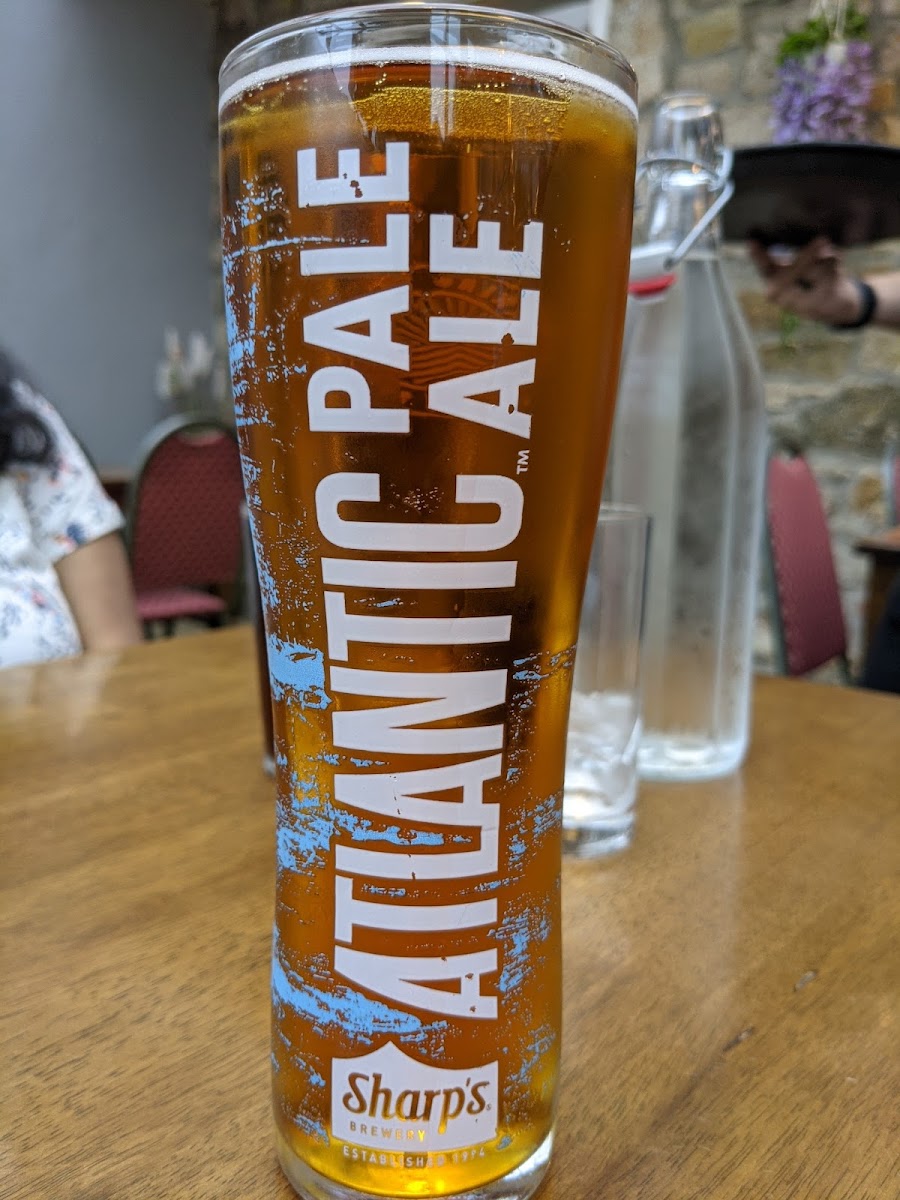 ATLANTIC PALE
ALE™
Sharp's
BREWERY
ESTABLISHED 1994